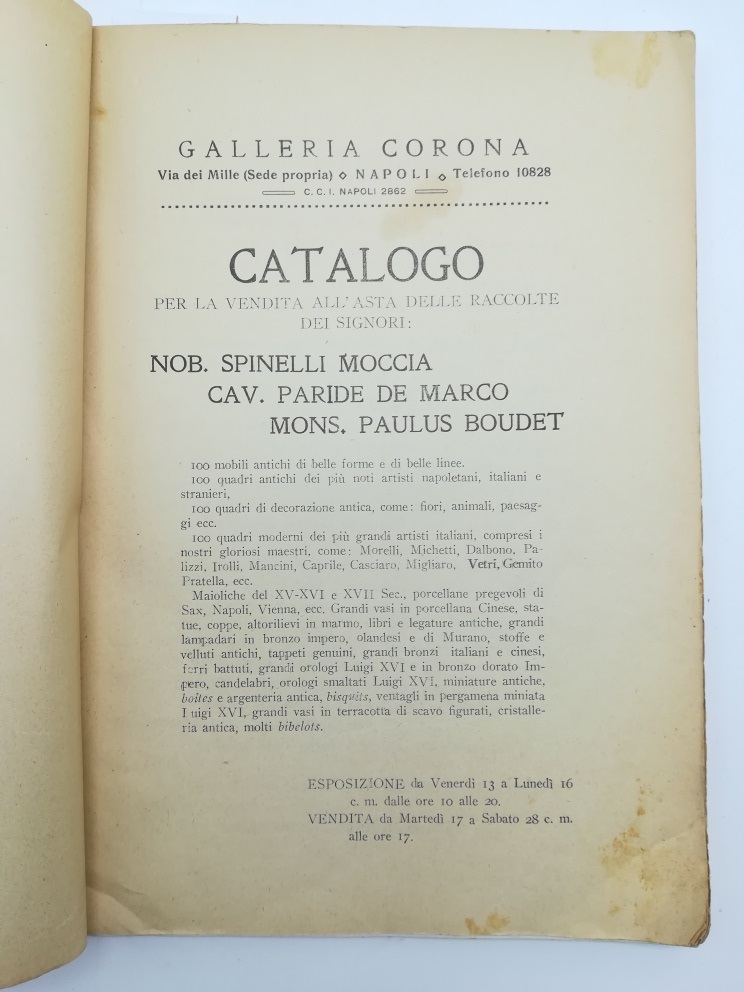 GALLERIA CORONA
Via dei Mille (Sede propria) ◇ NAPOLI ◇ Telefono 10828
C. C. I. NAPOLI 2862
CATALOGO
PER LA VENDITA ALL'ASTA DELLE RACCOLTE
DEI SIGNORI:
NOB. SPINELLI MOCCIA
CAV. PARIDE DE MARCO
MONS. PAULUS BOUDET
100 mobili antichi di belle forme e di belle linee.
100 quadri antichi dei più noti artisti napoletani, italiani e
stranieri,
100 quadri di decorazione antica, come: fiori, animali, paesag-
gi ecc.
100 quadri moderni dei più grandi artisti italiani, compresi i
nostri gloriosi maestri, come: Morelli, Michetti, Dalbono, Pa-
lizzi, Irolli, Mancini, Caprile, Casciaro, Migliaro, Vetri, Gemito
Pratella, ecc.
Maioliche del XV-XVI e XVII Sec., porcellane pregevoli di
Sax, Napoli, Vienna, ecc. Grandi vasi in porcellana Cinese, sta-
tue, coppe, altorilievi in marmo, libri e legature antiche, grandi
lampadari in bronzo impero, olandesi e di Murano, stoffe e
velluti antichi, tappeti genuini, grandi bronzi italiani e cinesi,
ferri battuti, grandi orologi Luigi XVI e in bronzo dorato Im-
pero, candelabri, orologi smaltati Luigi XVI, miniature antiche,
boîtes e argenteria antica, bisquits, ventagli in pergamena miniata
Luigi XVI, grandi vasi in terracotta di scavo figurati, cristalle-
ria antica, molti bibelots.
ESPOSIZIONE da Venerdì 13 a Lunedì 16
c. m. dalle ore 10 alle 20.
VENDITA da Martedì 17 a Sabato 28 c. m.
alle ore 17.